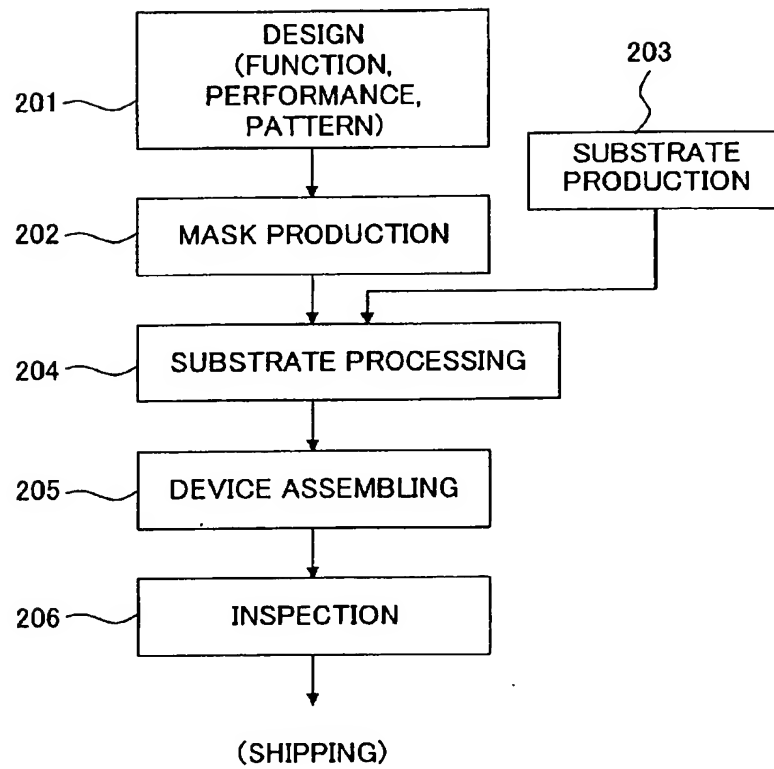 DESIGN
(FUNCTION,
PERFORMANCE,
PATTERN)
201
203
SUBSTRATE
PRODUCTION
202
MASK PRODUCTION
204
SUBSTRATE PROCESSING
205
DEVICE ASSEMBLING
206
INSPECTION
(SHIPPING)